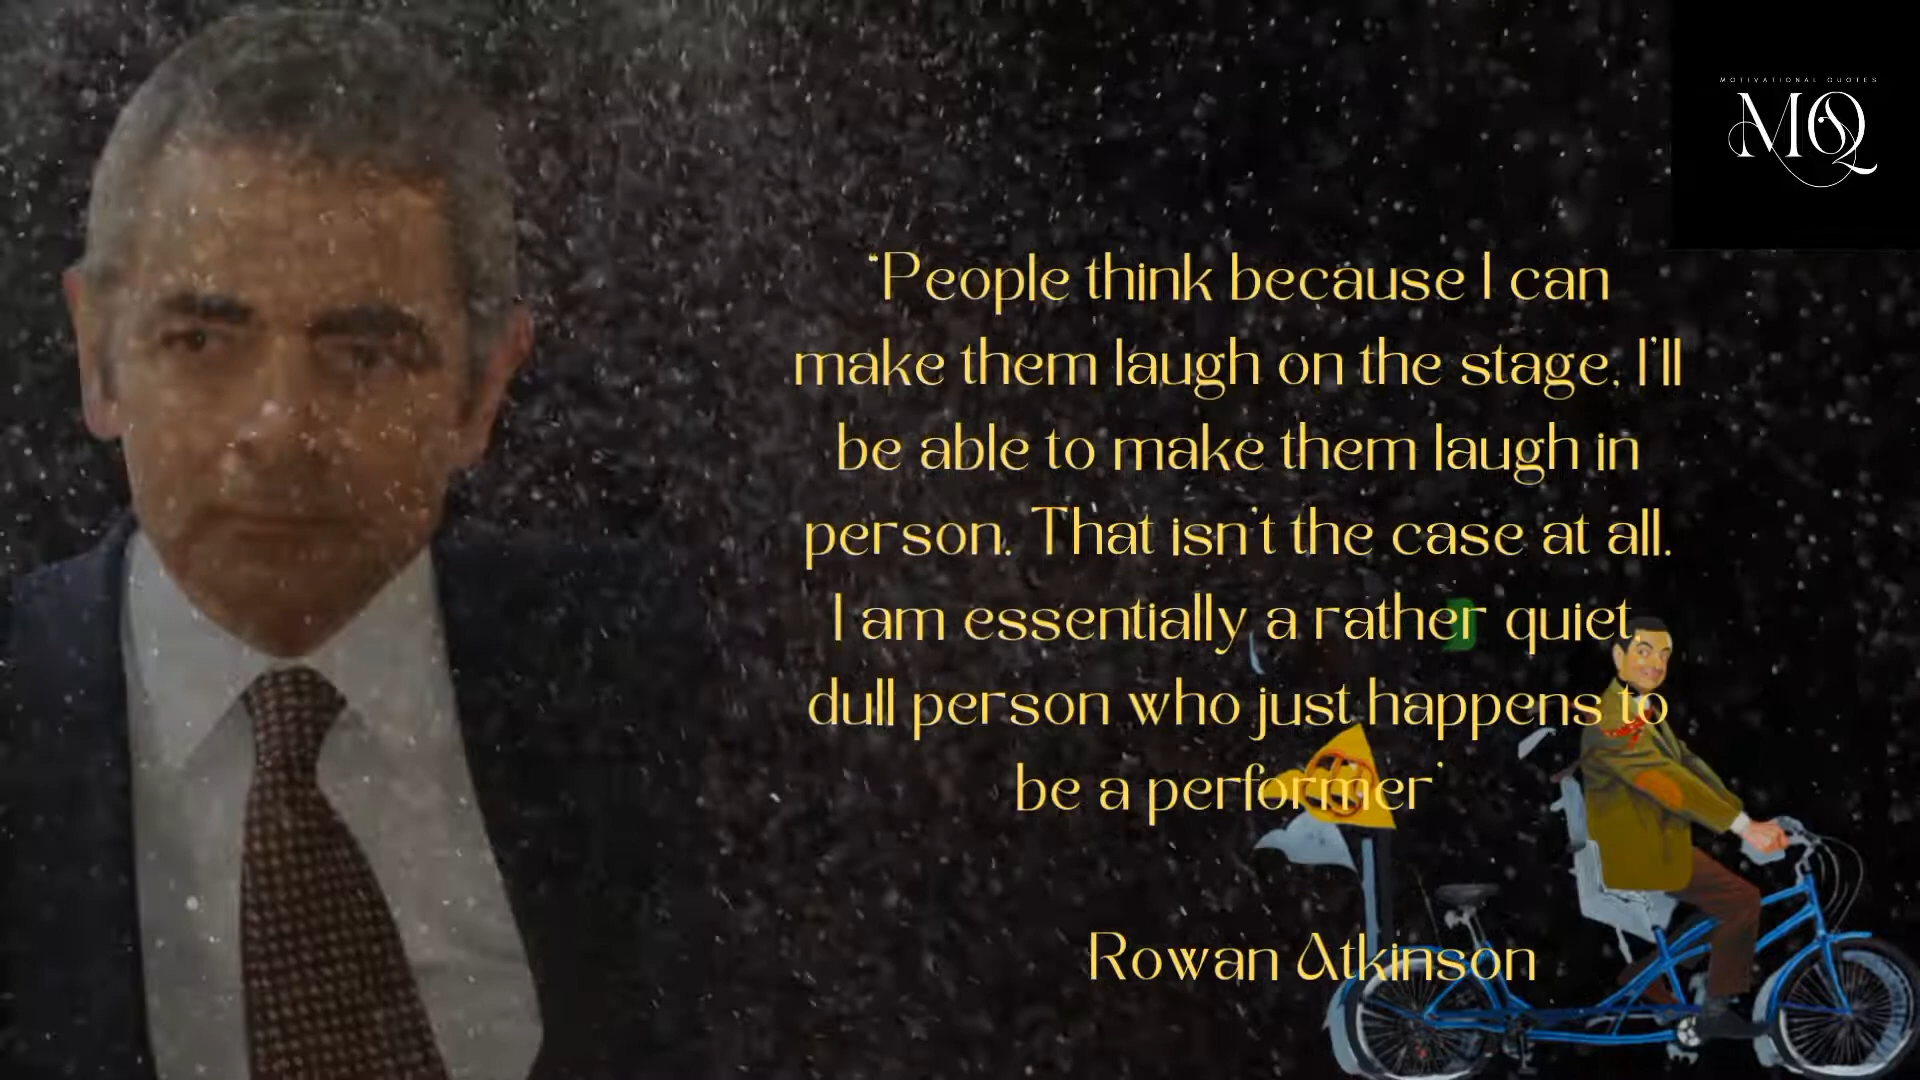 MOTIVATIONAL QUOTES
MQ
“People think because I can
make them laugh on the stage, I'll
be able to make them laugh in
person. That isn't the case at all.
I am essentially a rather quiet,
dull person who just happens to
be a performer'
Rowan Atkinson